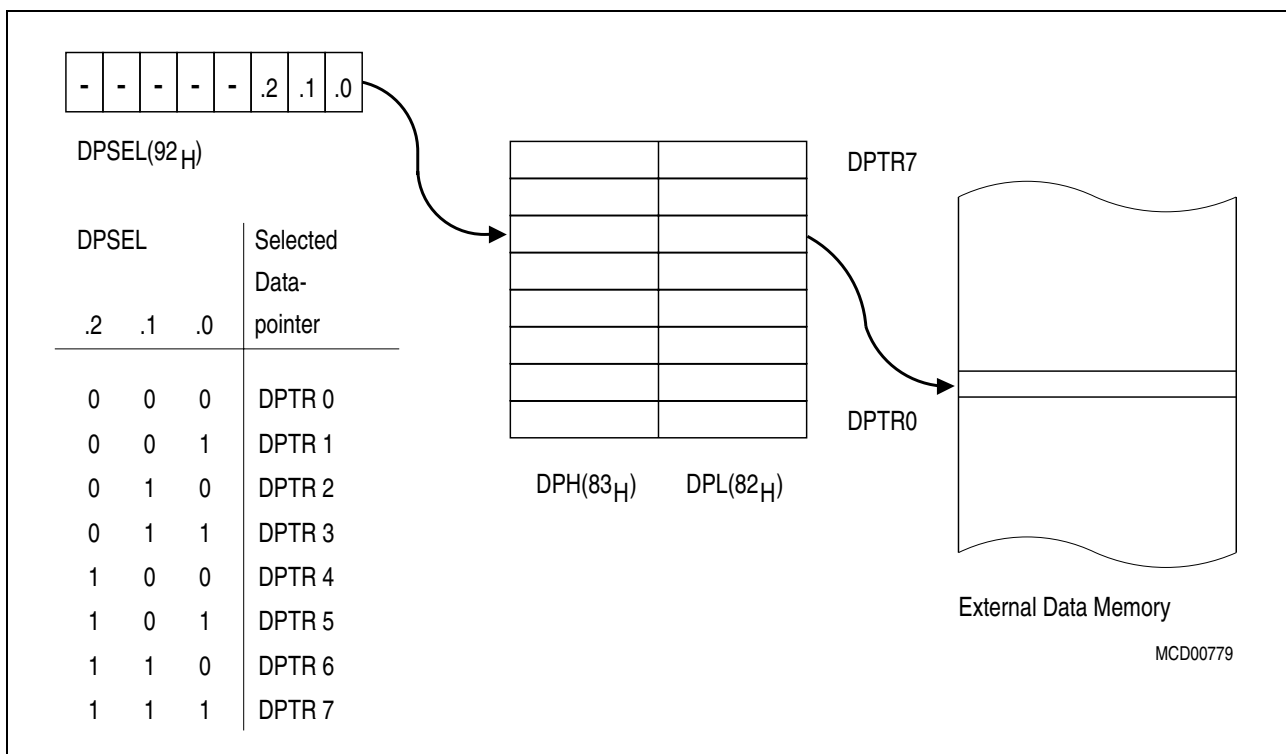 - - - - - .2 .1 .0
DPSEL(92H)
DPSEL Selected
Data-
.2 .1 .0 pointer
0 0 0 DPTR 0
0 0 1 DPTR 1
0 1 0 DPTR 2
0 1 1 DPTR 3
1 0 0 DPTR 4
1 0 1 DPTR 5
1 1 0 DPTR 6
1 1 1 DPTR 7
DPTR7
DPTR0
DPH(83H) DPL(82H)
External Data Memory
MCD00779